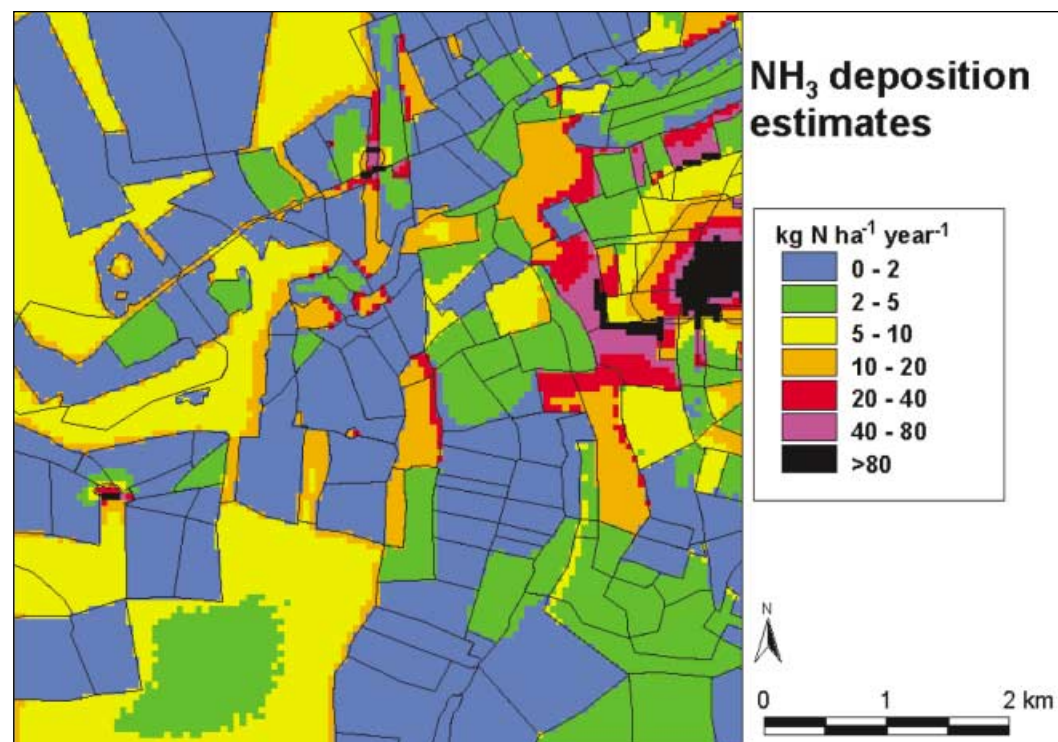 NH₃ deposition
estimates
kg N ha⁻¹ year⁻¹
0 - 2
2 - 5
5 - 10
10 - 20
20 - 40
40 - 80
>80
N
0 1 2 km